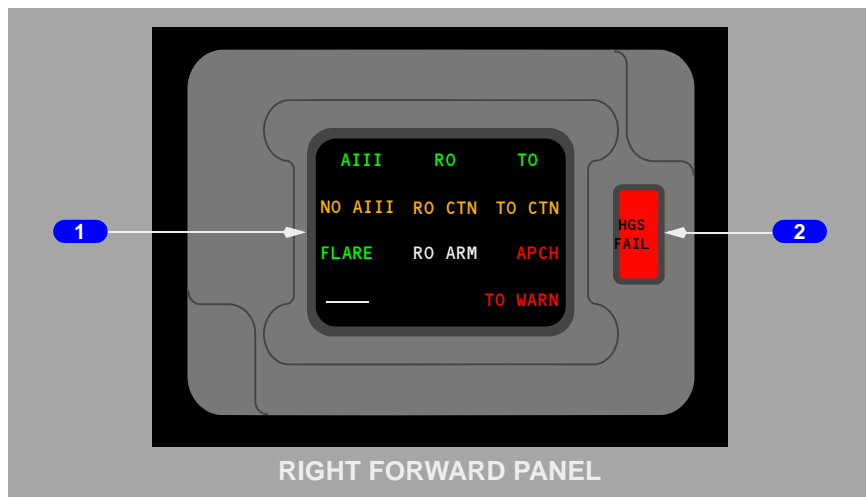 AIII RO TO
NO AIII RO CTN TO CTN
FLARE RO ARM APCH
TO WARN
HGS
FAIL
1
2
RIGHT FORWARD PANEL